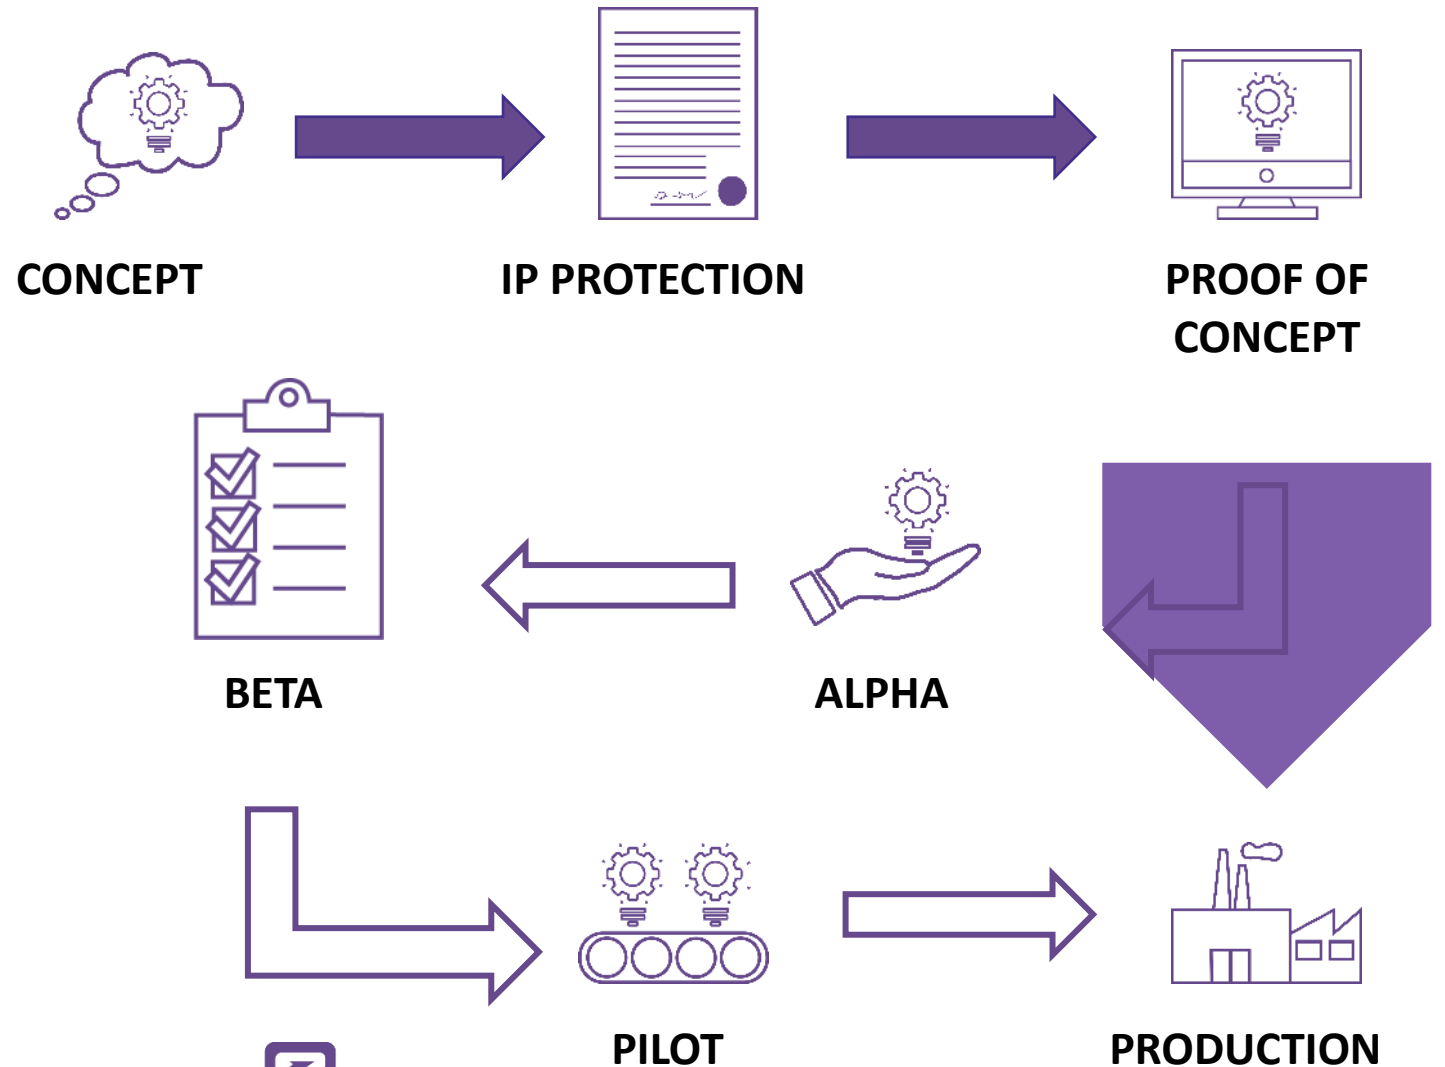 CONCEPT
IP PROTECTION
PROOF OF
CONCEPT
BETA
ALPHA
PILOT
PRODUCTION